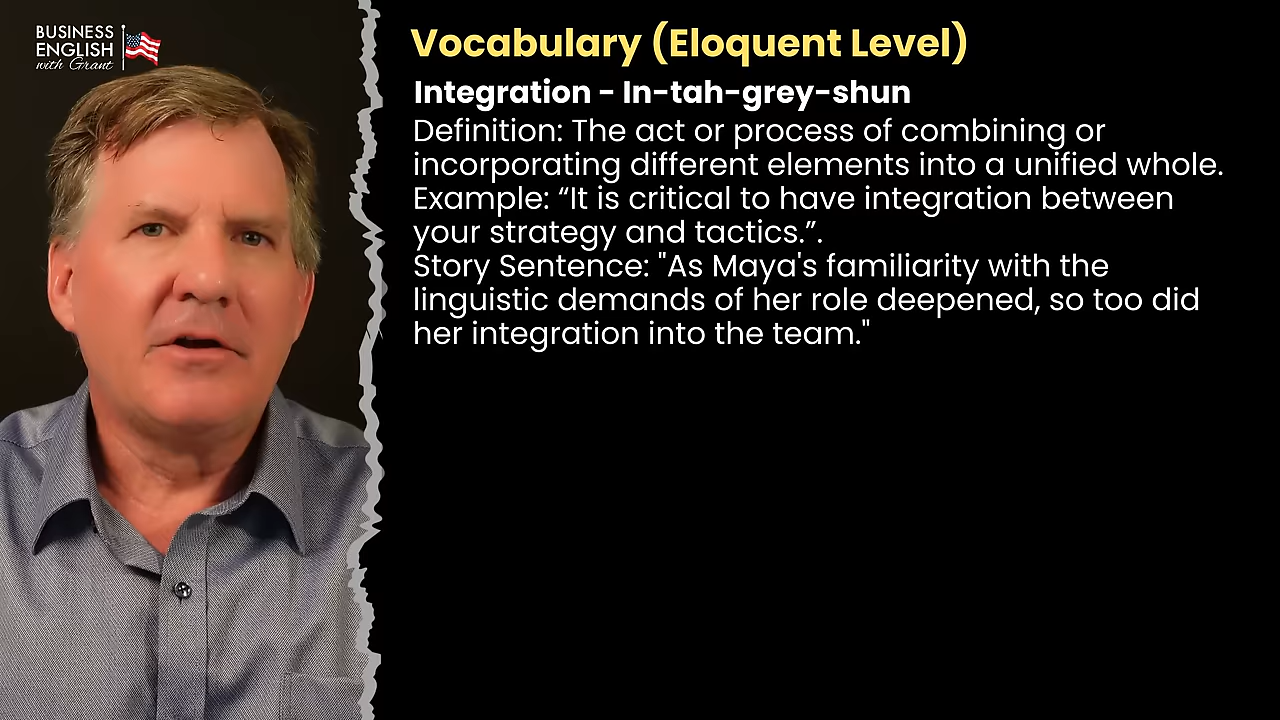 BUSINESS
ENGLISH
with Grant
Vocabulary (Eloquent Level)
Integration - In-tah-grey-shun
Definition: The act or process of combining or
incorporating different elements into a unified whole.
Example: “It is critical to have integration between
your strategy and tactics.”.
Story Sentence: "As Maya's familiarity with the
linguistic demands of her role deepened, so too did
her integration into the team."